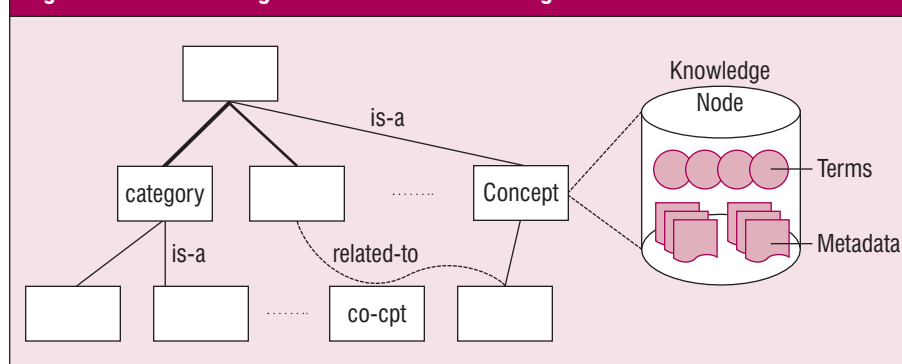 Knowledge
Node
is-a
Terms
category
........
Concept
Metadata
is-a
related-to
........
co-cpt